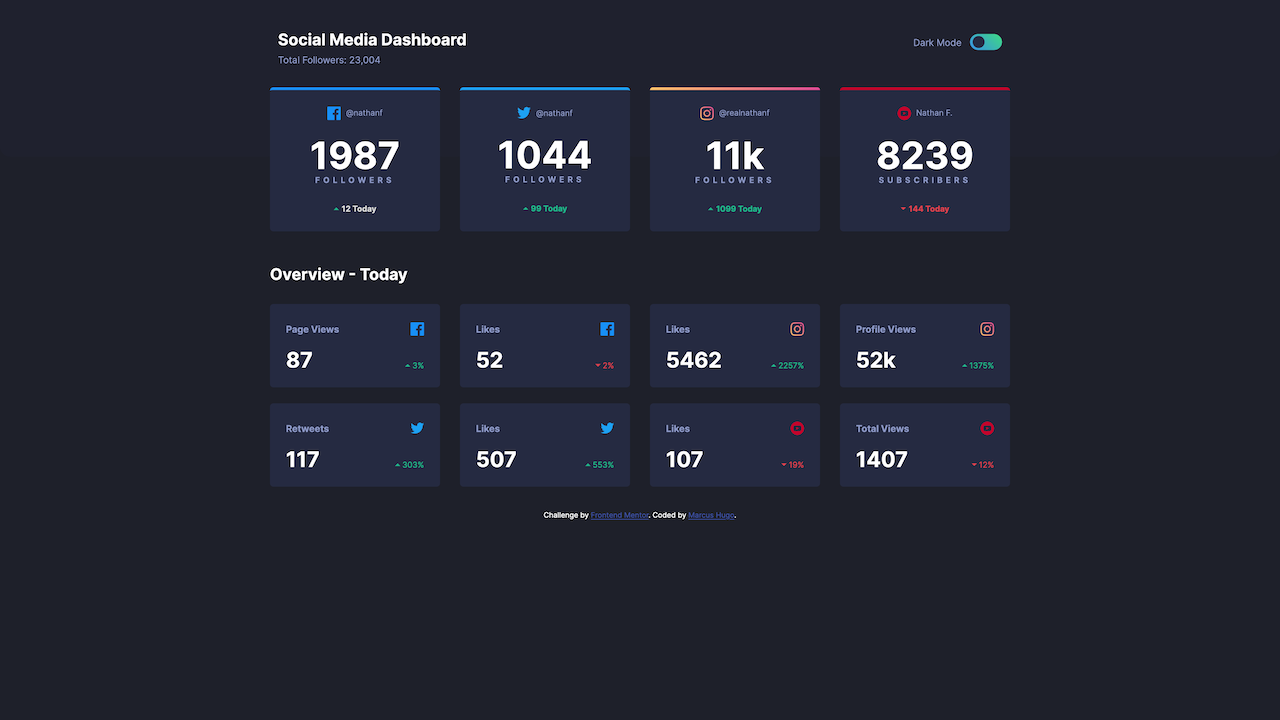 Social Media Dashboard
Total Followers: 23,004
Dark Mode
@nathanf
1987
FOLLOWERS
12 Today
@nathanf
1044
FOLLOWERS
99 Today
@realnathanf
11k
FOLLOWERS
1099 Today
Nathan F.
8239
SUBSCRIBERS
144 Today
Overview - Today
Page Views
87
3%
Likes
52
2%
Likes
5462
2257%
Profile Views
52k
1375%
Retweets
117
303%
Likes
507
553%
Likes
107
19%
Total Views
1407
12%
Challenge by Frontend Mentor. Coded by Marcus Hugo.